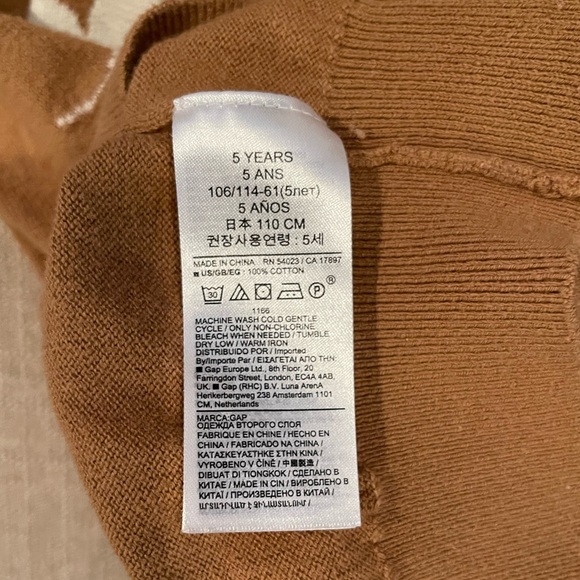 5 YEARS
5 ANS
106/114-61(5лет)
5 AÑOS
日本 110 CM
권장사용연령 : 5세
MADE IN CHINA RN 54023 / CA 17897
US/GB/EG : 100% COTTON
30 P ®
1166
MACHINE WASH COLD GENTLE
CYCLE / ONLY NON-CHLORINE
BLEACH WHEN NEEDED / TUMBLE
DRY LOW / WARM IRON
DISTRIBUIDO POR / Imported
By/Importe Par / ΕΙΣΑΓΕΤΑΙ ΑΠΟ ΤΗΝ:
Gap Europe Ltd., 8th Floor, 20
Farringdon Street, London, EC4A 4AB,
UK. Gap (RHC) B.V. Luna ArenA
Herikerbergweg 238 Amsterdam 1101
CM, Netherlands
MARCA:GAP
ОДЕЖДА ВТОРОГО СЛОЯ
FABRIQUE EN CHINE / HECHO EN
CHINA / FABRICADO NA CHINA /
ΚΑΤΑΣΚΕΥΑΣΤΗΚΕ ΣΤΗΝ ΚΙΝΑ /
VYROBENO V ČÍNĚ / 中國製造 /
DIBUAT DI TIONGKOK / СДЕЛАНО В
КИТАЕ / MADE IN / ВИРОБЛЕНО В
КИТАЇ / ПРОИЗВЕДЕНО В КИТАЙ /